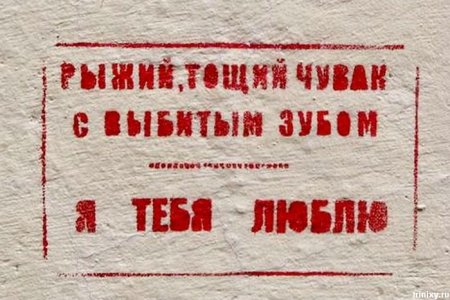 РЫЖИЙ, ТОЩИЙ ЧУВАК
С ВЫБИТЫМ ЗУБОМ
Я ТЕБЯ ЛЮБЛЮ
trinixy.ru